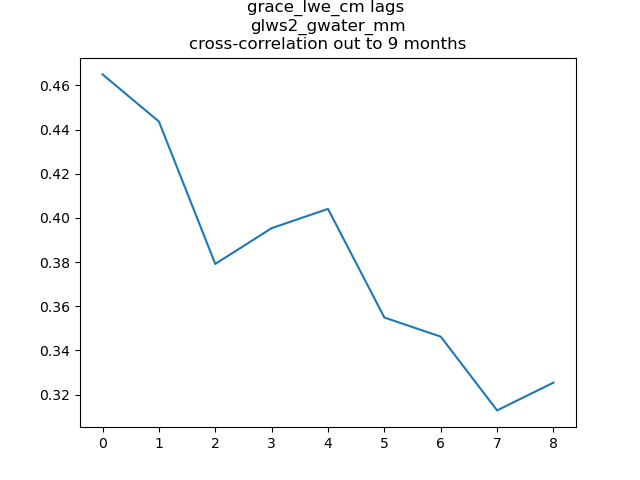 grace_lwe_cm lags
glws2_gwater_mm
cross-correlation out to 9 months
0.46
0.44
0.42
0.40
0.38
0.36
0.34
0.32
0 1 2 3 4 5 6 7 8